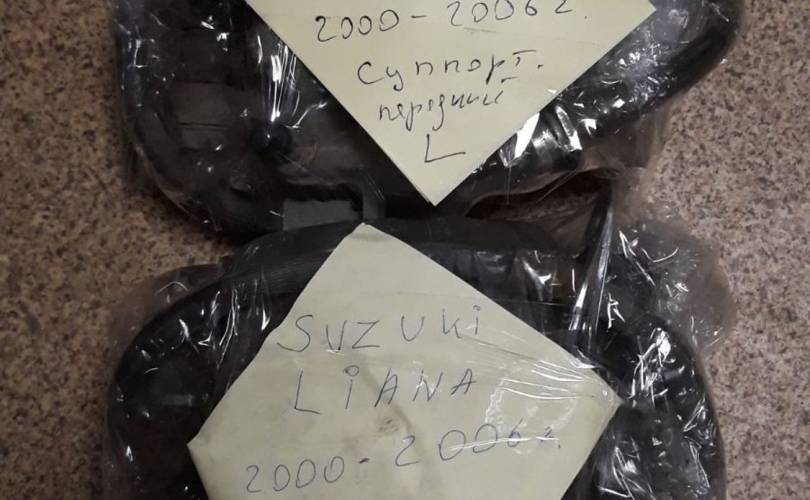 2000-2006г.
суппорт.
передний
L
SUZUKi
LiANA
2000-2006г.